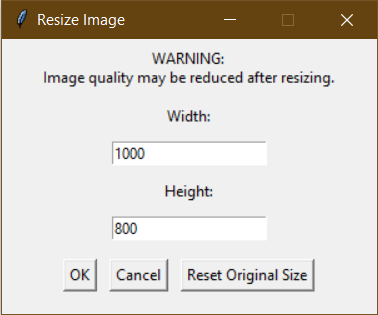 Resize Image
WARNING:
Image quality may be reduced after resizing.
Width:
1000
Height:
800
OK Cancel Reset Original Size